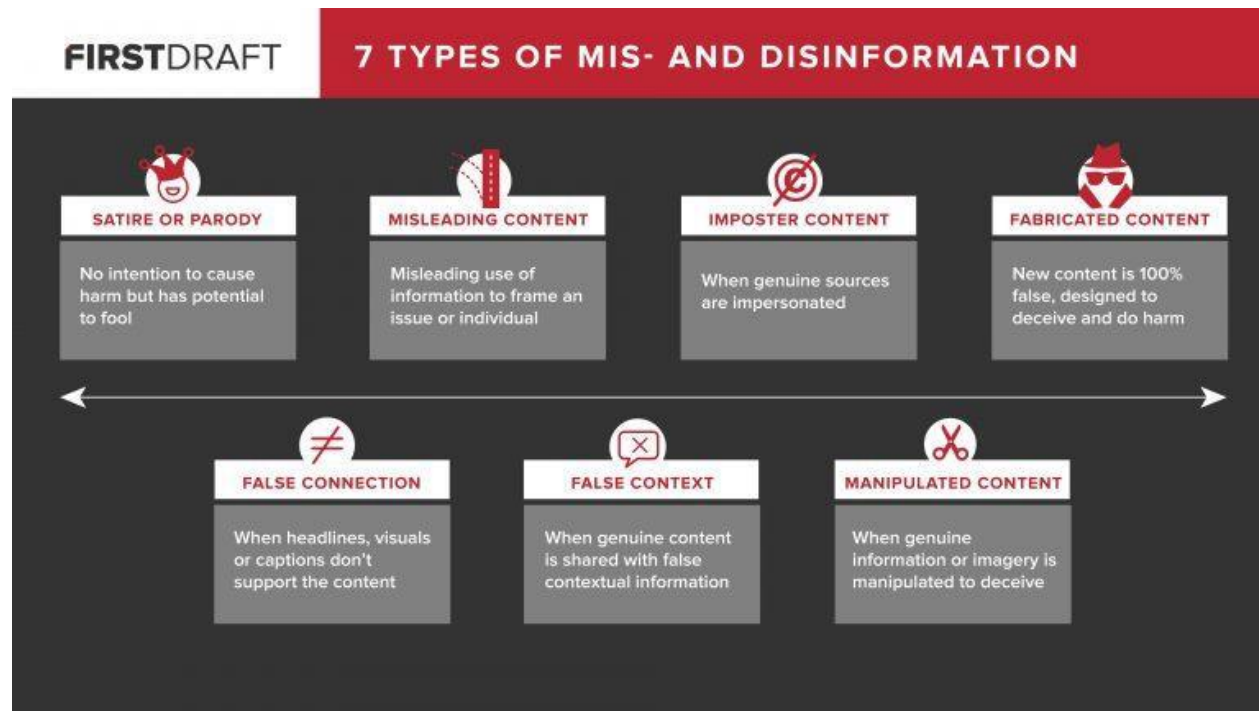 FIRSTDRAFT
7 TYPES OF MIS- AND DISINFORMATION
SATIRE OR PARODY
No intention to cause
harm but has potential
to fool
MISLEADING CONTENT
Misleading use of
information to frame an
issue or individual
IMPOSTER CONTENT
When genuine sources
are impersonated
FABRICATED CONTENT
New content is 100%
false, designed to
deceive and do harm
FALSE CONNECTION
When headlines, visuals
or captions don't
support the content
FALSE CONTEXT
When genuine content
is shared with false
contextual information
MANIPULATED CONTENT
When genuine
information or imagery is
manipulated to deceive